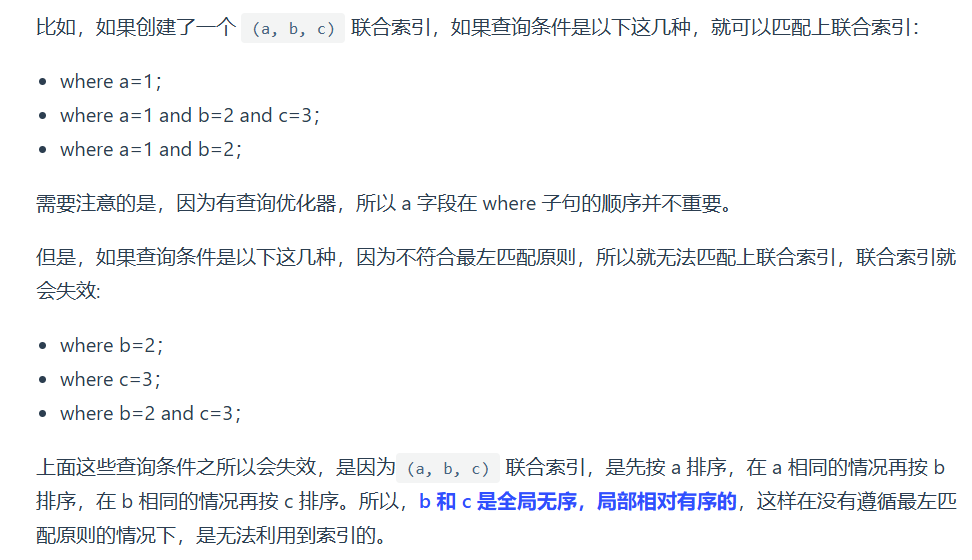 比如，如果创建了一个 (a, b, c) 联合索引，如果查询条件是以下这几种，就可以匹配上联合索引：
• where a=1；
• where a=1 and b=2 and c=3；
• where a=1 and b=2；
需要注意的是，因为有查询优化器，所以 a 字段在 where 子句的顺序并不重要。
但是，如果查询条件是以下这几种，因为不符合最左匹配原则，所以就无法匹配上联合索引，联合索引就
会失效:
• where b=2；
• where c=3；
• where b=2 and c=3；
上面这些查询条件之所以会失效，是因为 (a, b, c) 联合索引，是先按 a 排序，在 a 相同的情况再按 b
排序，在 b 相同的情况再按 c 排序。所以，b 和 c 是全局无序，局部相对有序的，这样在没有遵循最左匹
配原则的情况下，是无法利用到索引的。